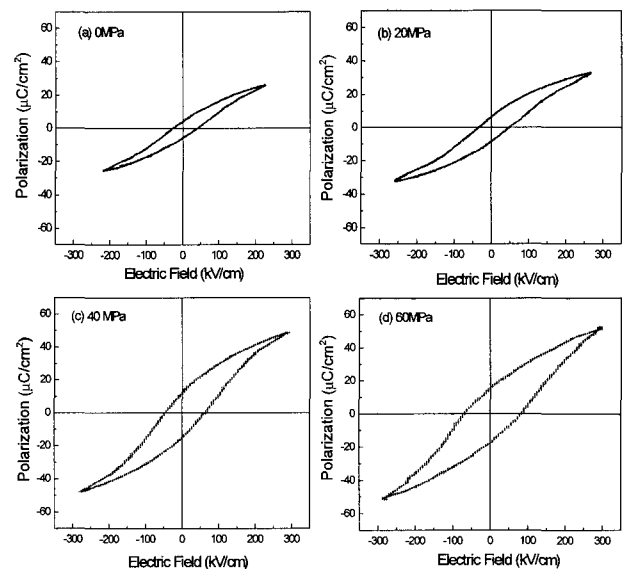 (a) 0MPa
60
40
20
0
-20
-40
-60
Polarization (μC/cm²)
-300 -200 -100 0 100 200 300
Electric Field (kV/cm)
(b) 20MPa
60
40
20
0
-20
-40
-60
Polarization (μC/cm²)
-300 -200 -100 0 100 200 300
Electric Field (kV/cm)
(c) 40 MPa
60
40
20
0
-20
-40
-60
Polarization (μC/cm²)
-300 -200 -100 0 100 200 300
Electric Field (kV/cm)
(d) 60MPa
60
40
20
0
-20
-40
-60
Polarization (μC/cm²)
-300 -200 -100 0 100 200 300
Electric Field (kV/cm)